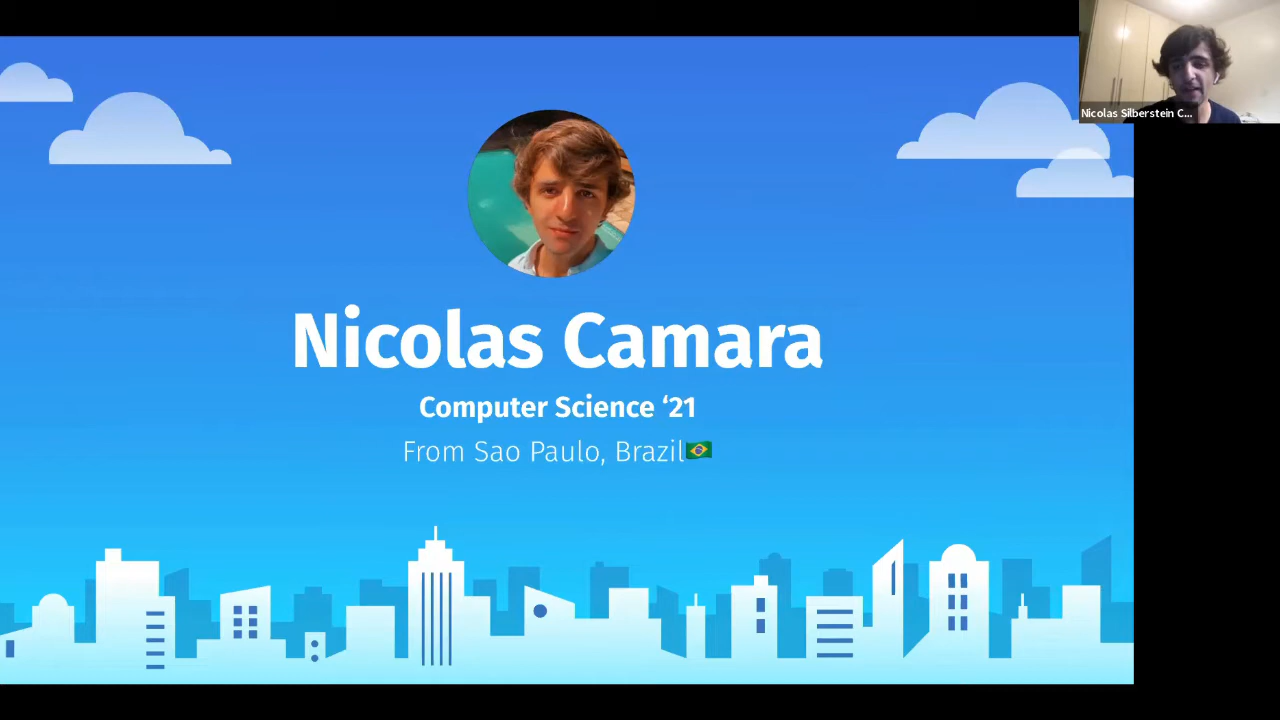 Nicolas Silberstein C...
Nicolas Camara
Computer Science ‘21
From Sao Paulo, Brazil🇧🇷